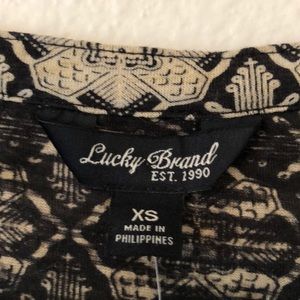 Lucky Brand
EST. 1990
XS
MADE IN
PHILIPPINES